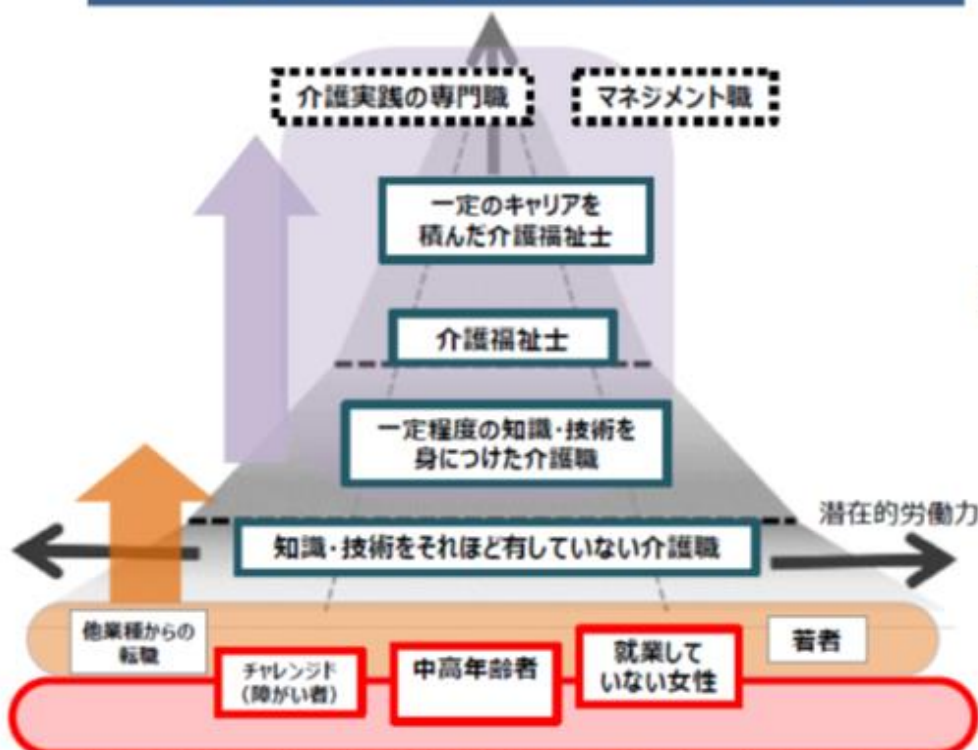 介護実践の専門職
マネジメント職
一定のキャリアを
積んだ介護福祉士
介護福祉士
一定程度の知識・技術を
身につけた介護職
潜在的労働力
知識・技術をそれほど有していない介護職
他業種からの
転職
チャレンジド
(障がい者)
中高年齢者
就業して
いない女性
若者